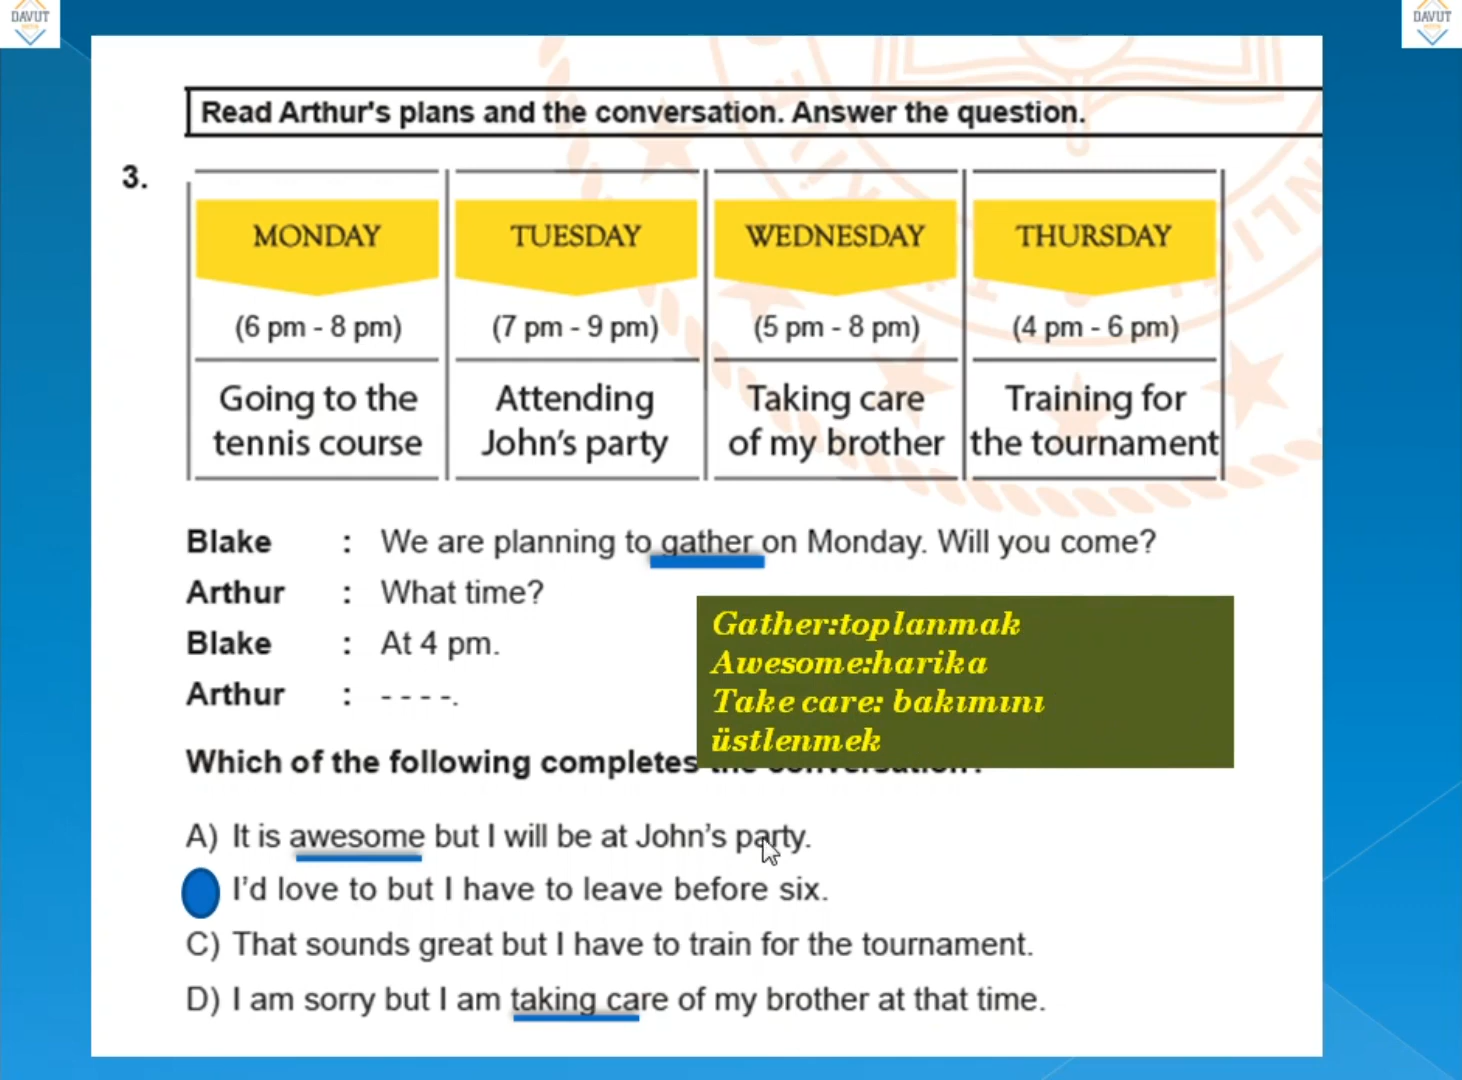 DAVUT
DAVUT
Read Arthur's plans and the conversation. Answer the question.
3.
MONDAY TUESDAY WEDNESDAY THURSDAY
(6 pm - 8 pm) (7 pm - 9 pm) (5 pm - 8 pm) (4 pm - 6 pm)
Going to the Attending Taking care Training for
tennis course John's party of my brother the tournament
Blake : We are planning to gather on Monday. Will you come?
Arthur : What time?
Blake : At 4 pm.
Arthur : - - - -.
Gather:toplanmak
Awesome:harika
Take care: bakımını
üstlenmek
Which of the following completes the conversation?
A) It is awesome but I will be at John's party.
I'd love to but I have to leave before six.
C) That sounds great but I have to train for the tournament.
D) I am sorry but I am taking care of my brother at that time.